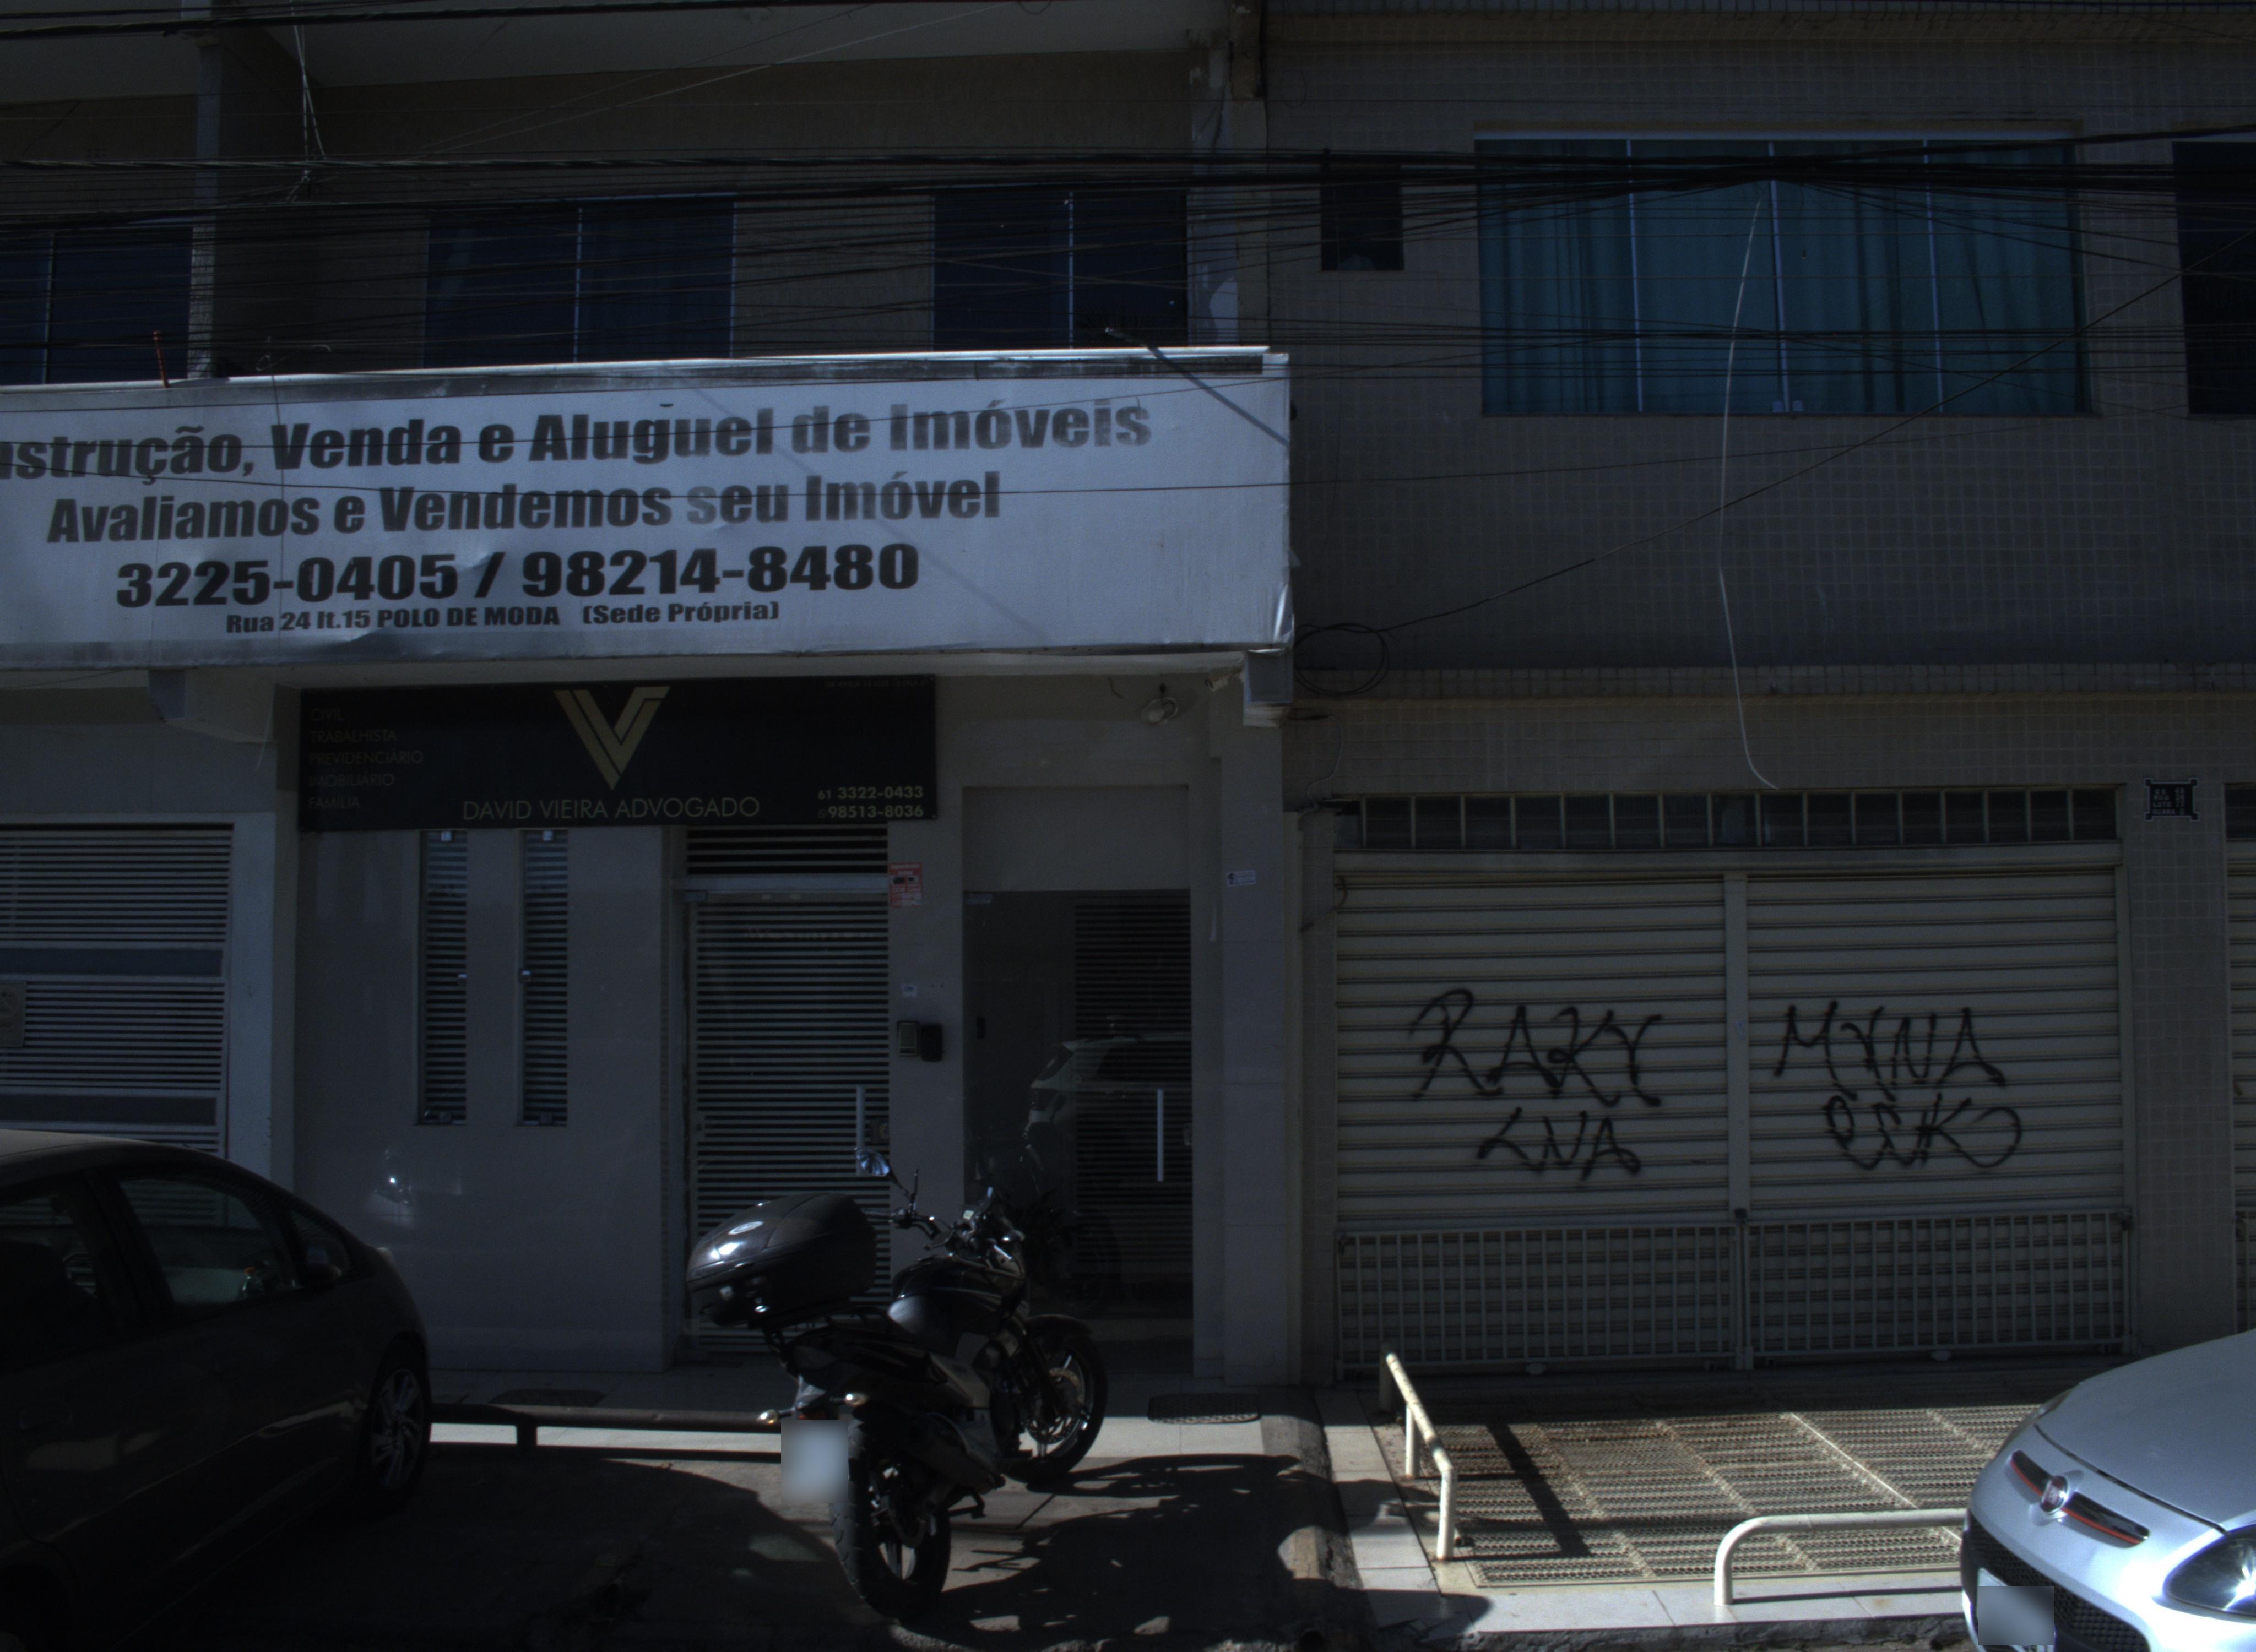 nstrução, Venda e Aluguel de Imóveis
Avaliamos e Vendemos seu Imóvel
3225-0405 / 98214-8480
Rua 24 lt.15 POLO DE MODA (Sede Própria)
CIVIL
TRABALHISTA
PREVIDENCIÁRIO
IMOBILIÁRIO
FAMÍLIA
DAVID VIEIRA ADVOGADO
61 3322-0433
98513-8036
RAKY
LNA
MYNA